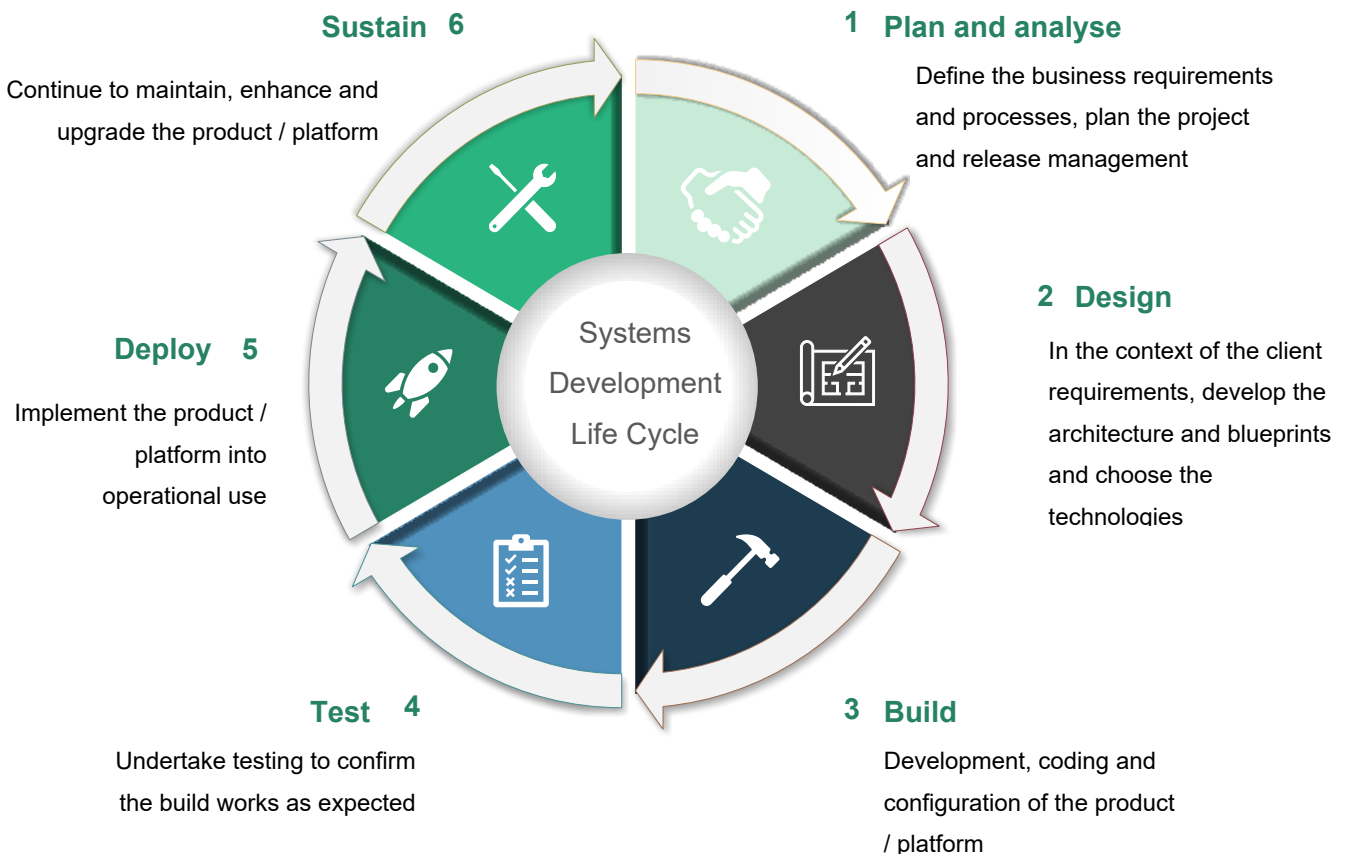 Sustain 6
Continue to maintain, enhance and
upgrade the product / platform
1 Plan and analyse
Define the business requirements
and processes, plan the project
and release management
2 Design
In the context of the client
requirements, develop the
architecture and blueprints
and choose the
technologies
Systems
Development
Life Cycle
Deploy 5
Implement the product /
platform into
operational use
Test 4
Undertake testing to confirm
the build works as expected
3 Build
Development, coding and
configuration of the product
/ platform